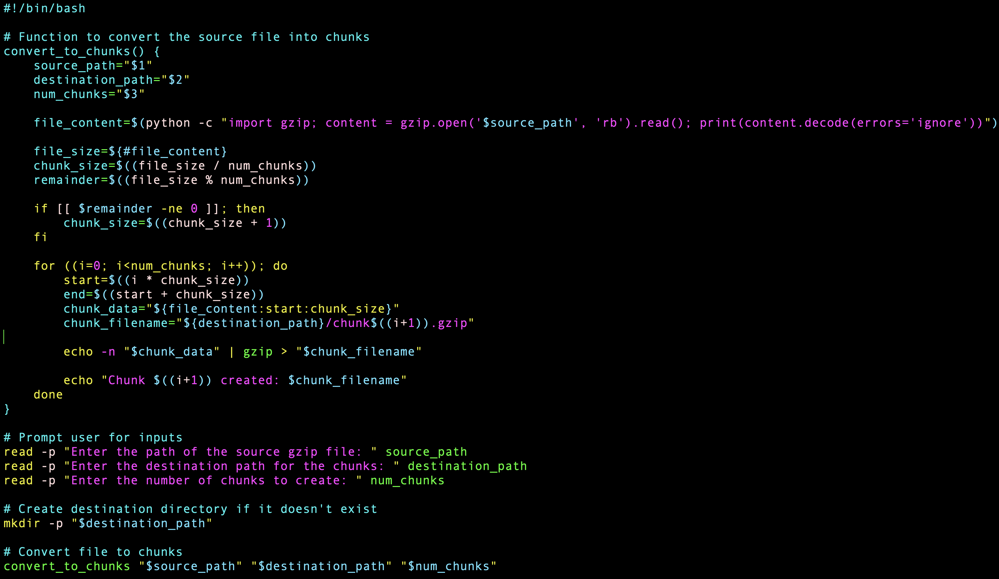 #!/bin/bash

# Function to convert the source file into chunks
convert_to_chunks() {
    source_path="$1"
    destination_path="$2"
    num_chunks="$3"

    file_content=$(python -c "import gzip; content = gzip.open('$source_path', 'rb').read(); print(content.decode(errors='ignore'))")

    file_size=${#file_content}
    chunk_size=$((file_size / num_chunks))
    remainder=$((file_size % num_chunks))

    if [[ $remainder -ne 0 ]]; then
        chunk_size=$((chunk_size + 1))
    fi

    for ((i=0; i<num_chunks; i++)); do
        start=$((i * chunk_size))
        end=$((start + chunk_size))
        chunk_data="${file_content:start:chunk_size}"
        chunk_filename="${destination_path}/chunk$((i+1)).gzip"

        echo -n "$chunk_data" | gzip > "$chunk_filename"

        echo "Chunk $((i+1)) created: $chunk_filename"
    done
}

# Prompt user for inputs
read -p "Enter the path of the source gzip file: " source_path
read -p "Enter the destination path for the chunks: " destination_path
read -p "Enter the number of chunks to create: " num_chunks

# Create destination directory if it doesn't exist
mkdir -p "$destination_path"

# Convert file to chunks
convert_to_chunks "$source_path" "$destination_path" "$num_chunks"